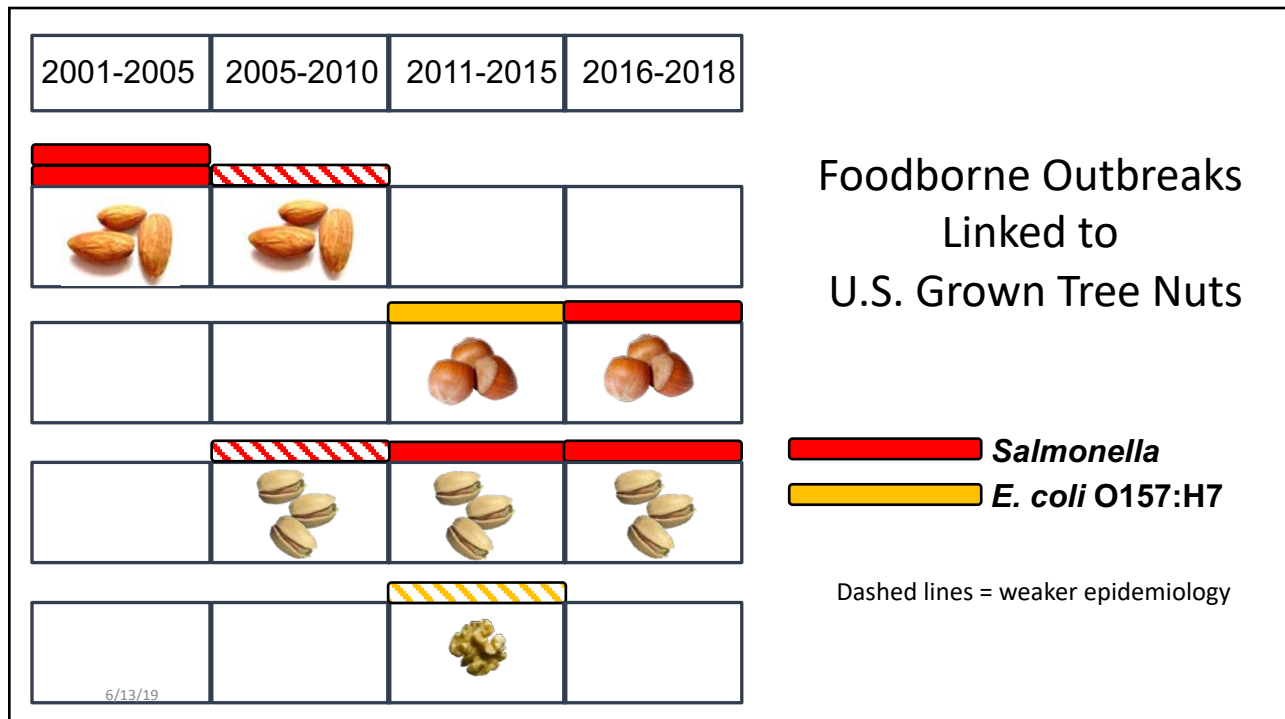 2001-2005 2005-2010 2011-2015 2016-2018
Foodborne Outbreaks
Linked to
U.S. Grown Tree Nuts
Salmonella
E. coli O157:H7
Dashed lines = weaker epidemiology
6/13/19